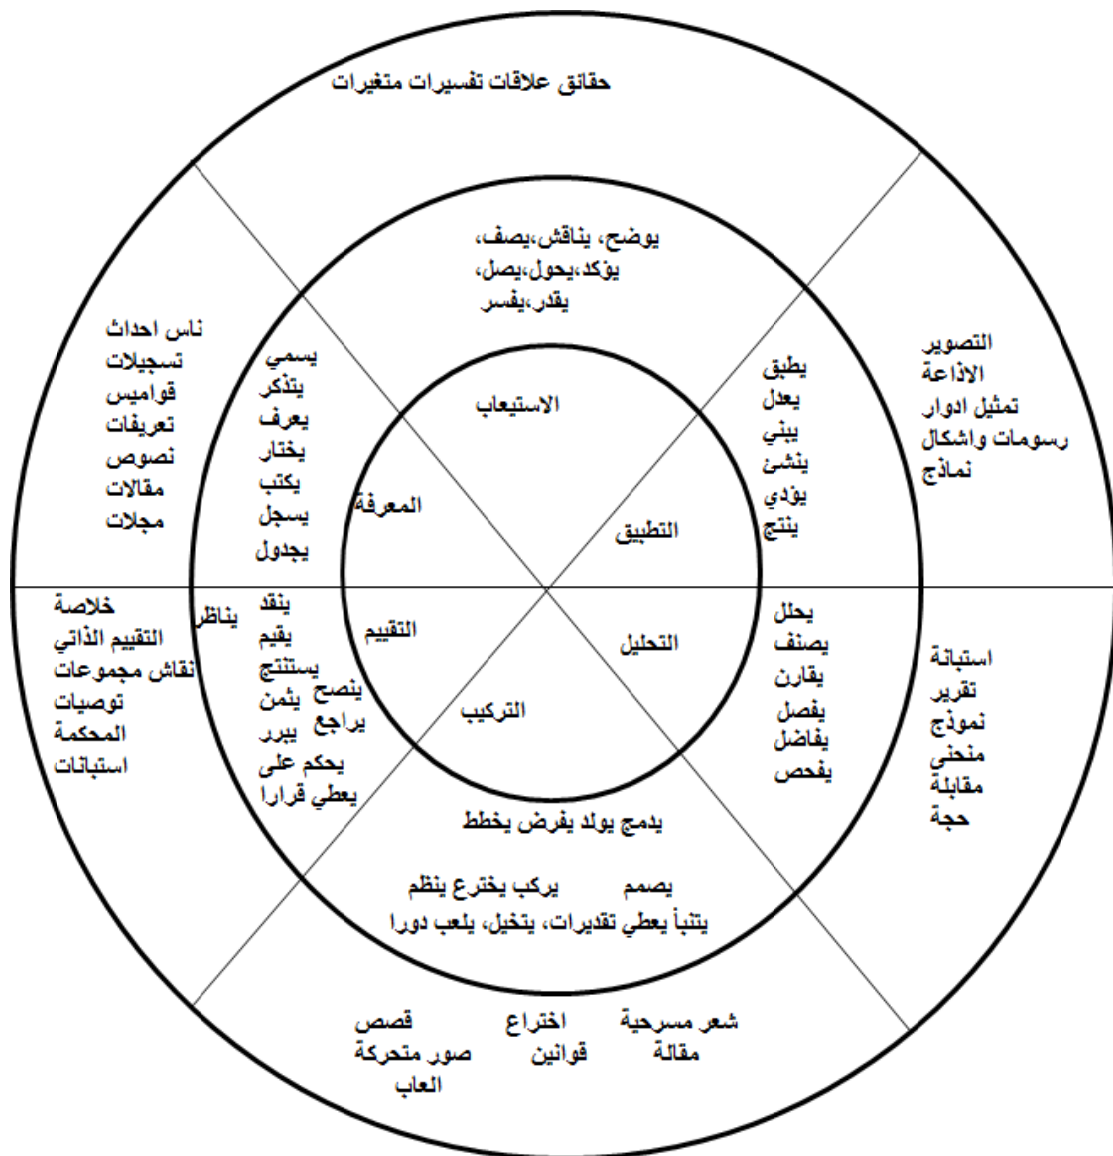 حقائق علاقات تفسيرات متغيرات
يوضح، يناقش،يصف،
يؤكد،يحول،يصل،
يقدر،يفسر
الاستيعاب
التصوير
الاذاعة
تمثيل ادوار
رسومات واشكال
نماذج
يطبق
يعدل
يبني
ينشئ
يؤدي
ينتج
التطبيق
ناس احداث
تسجيلات
قواميس
تعريفات
نصوص
مقالات
مجلات
يسمي
يتذكر
يعرف
يختار
يكتب
يسجل
يجدول
المعرفة
استبانة
تقرير
نموذج
منحنى
مقابلة
حجة
يحلل
يصنف
يقارن
يفصل
يفاضل
يفحص
التحليل
خلاصة
التقييم الذاتي
نقاش مجموعات
توصيات
المحكمة
استبانات
يناظر
ينقد
يقيم
يستنتج
يثمن
ينصح
يبرر
يراجع
يحكم على
يعطي قرارا
التقييم
التركيب
يدمج يولد يفرض يخطط
يصمم يركب يخترع ينظم
يتنبأ يعطي تقديرات، يتخيل، يلعب دورا
شعر مسرحية اختراع قصص
مقالة قوانين صور متحركة
العاب